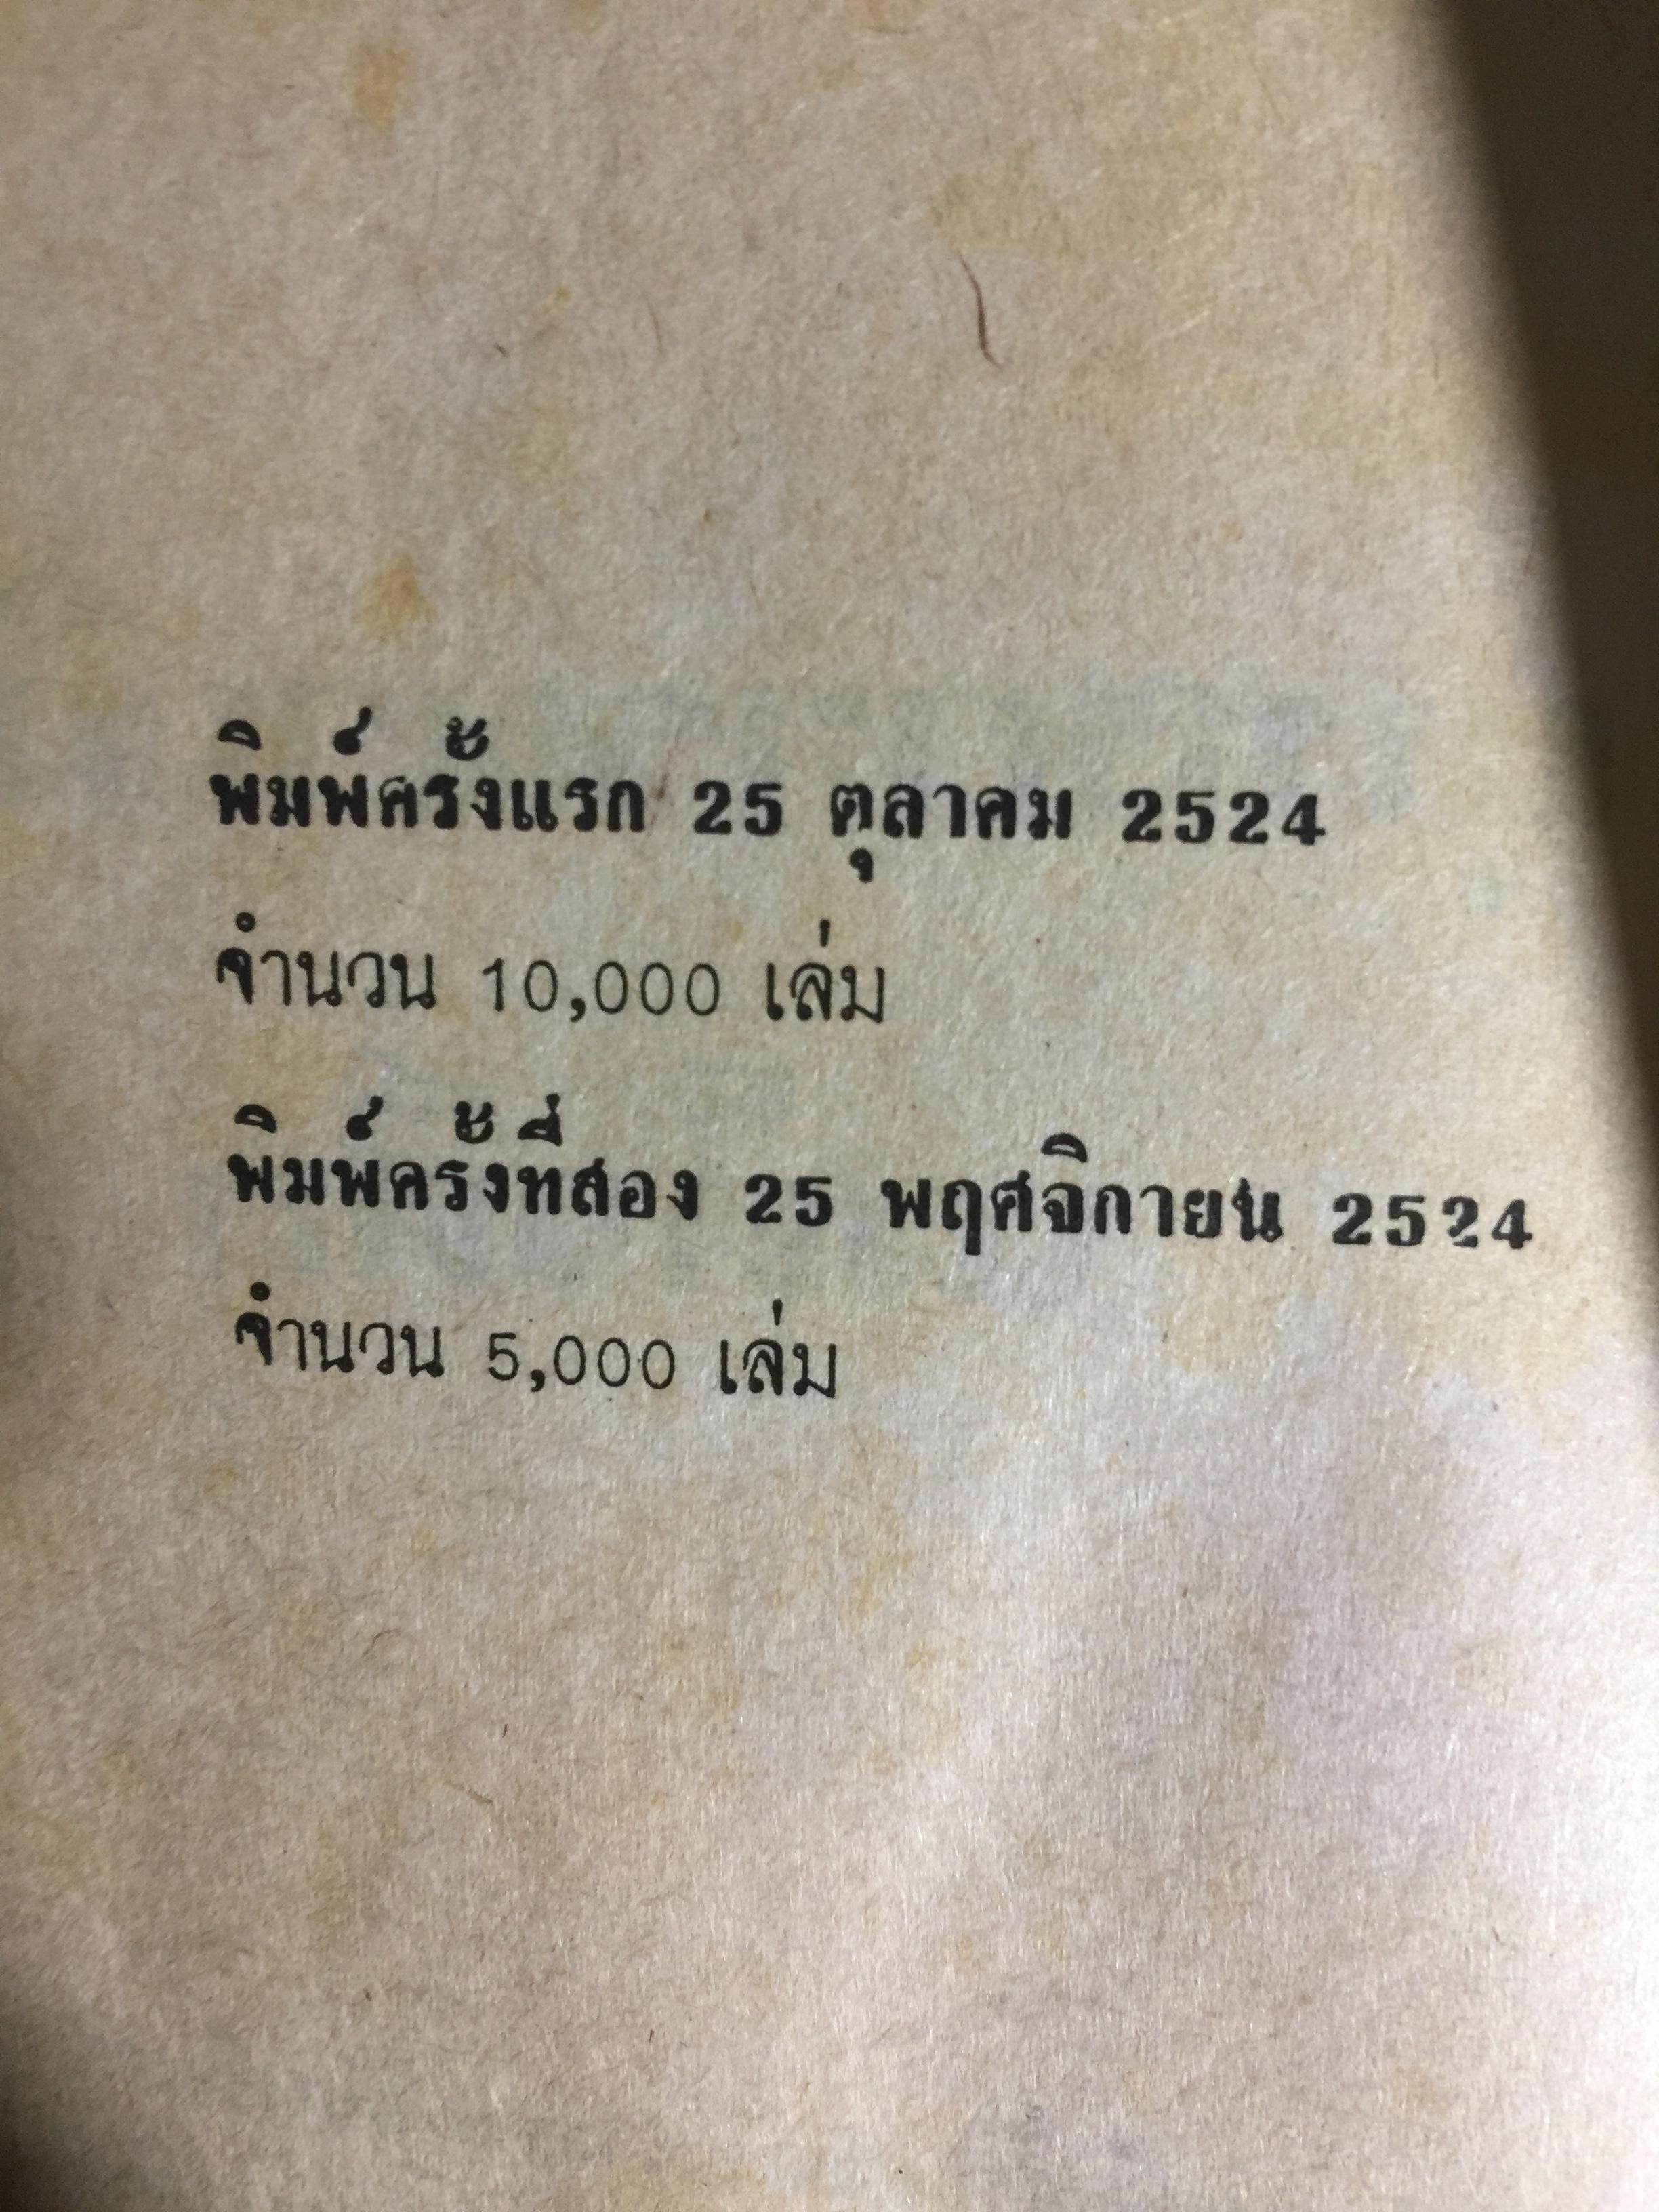 พิมพ์ครั้งแรก 25 ตุลาคม 2524
จำนวน 10,000 เล่ม
พิมพ์ครั้งที่สอง 25 พฤศจิกายน 2524
จำนวน 5,000 เล่ม